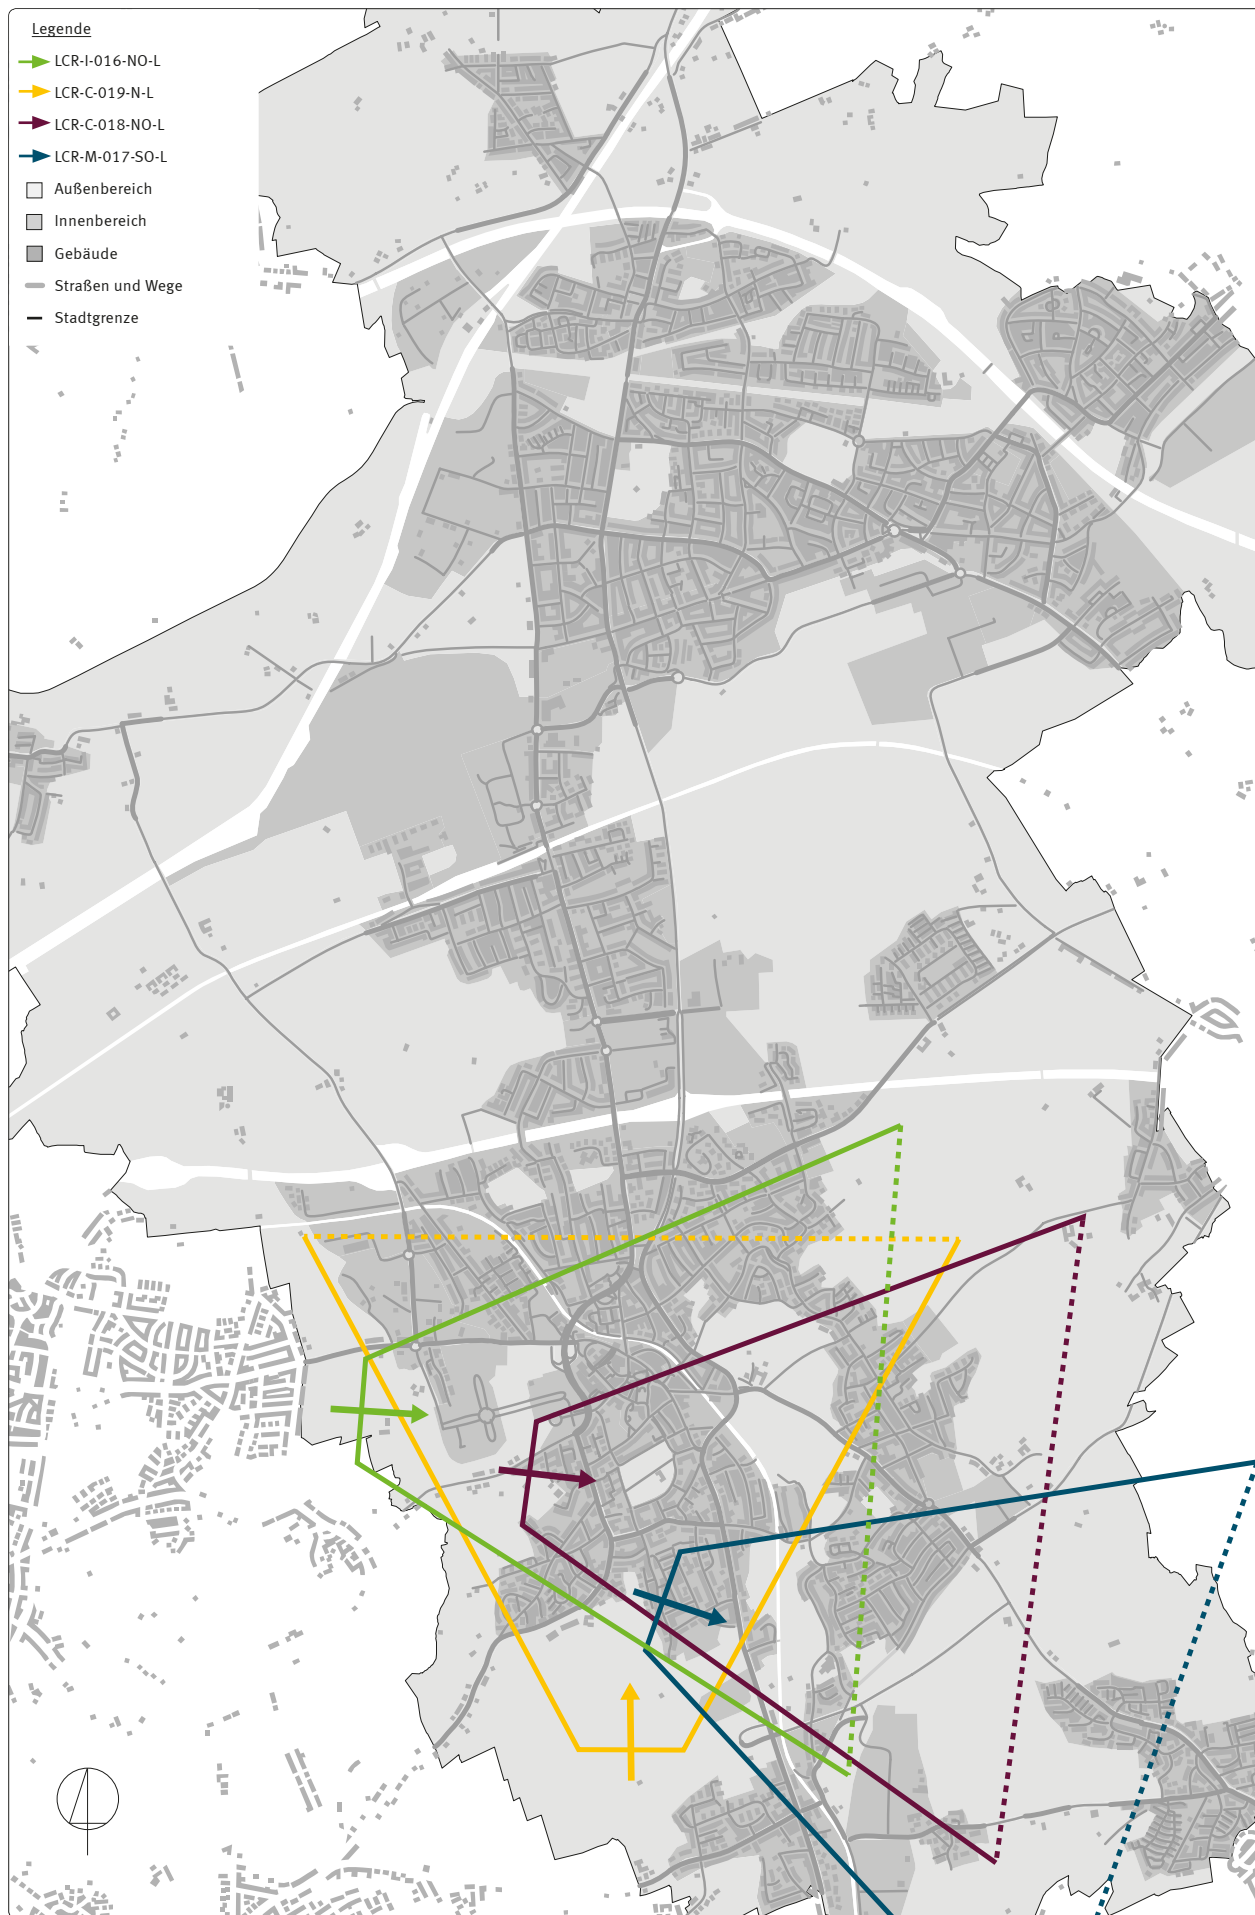 Legende
LCR-I-016-NO-L
LCR-C-019-N-L
LCR-C-018-NO-L
LCR-M-017-SO-L
Außenbereich
Innenbereich
Gebäude
Straßen und Wege
Stadtgrenze